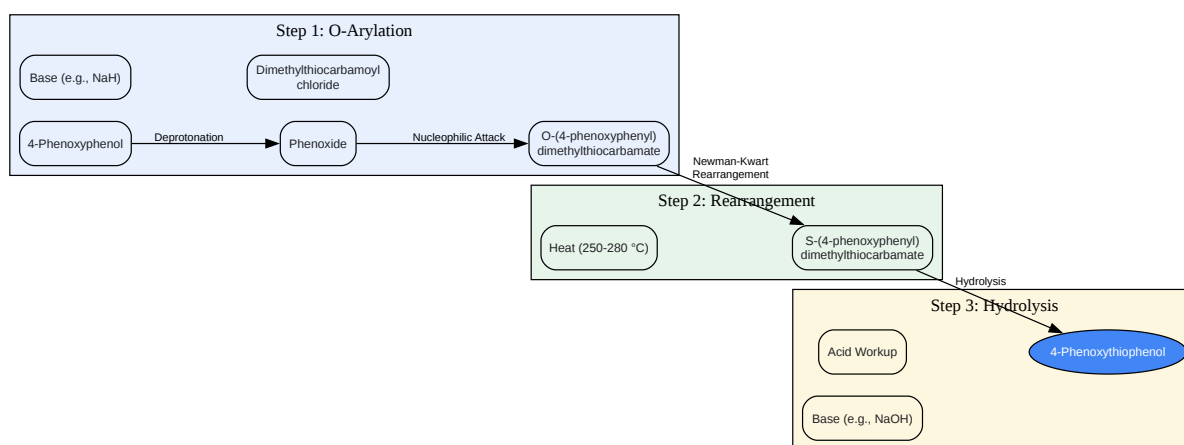 Step 1: O-Arylation
Base (e.g., NaH)
Dimethylthiocarbamoyl
chloride
4-Phenoxyphenol
Deprotonation
Phenoxide
Nucleophilic Attack
O-(4-phenoxyphenyl)
dimethylthiocarbamate
Newman-Kwart
Rearrangement
Step 2: Rearrangement
Heat (250-280 °C)
S-(4-phenoxyphenyl)
dimethylthiocarbamate
Hydrolysis
Step 3: Hydrolysis
Acid Workup
4-Phenoxythiophenol
Base (e.g., NaOH)